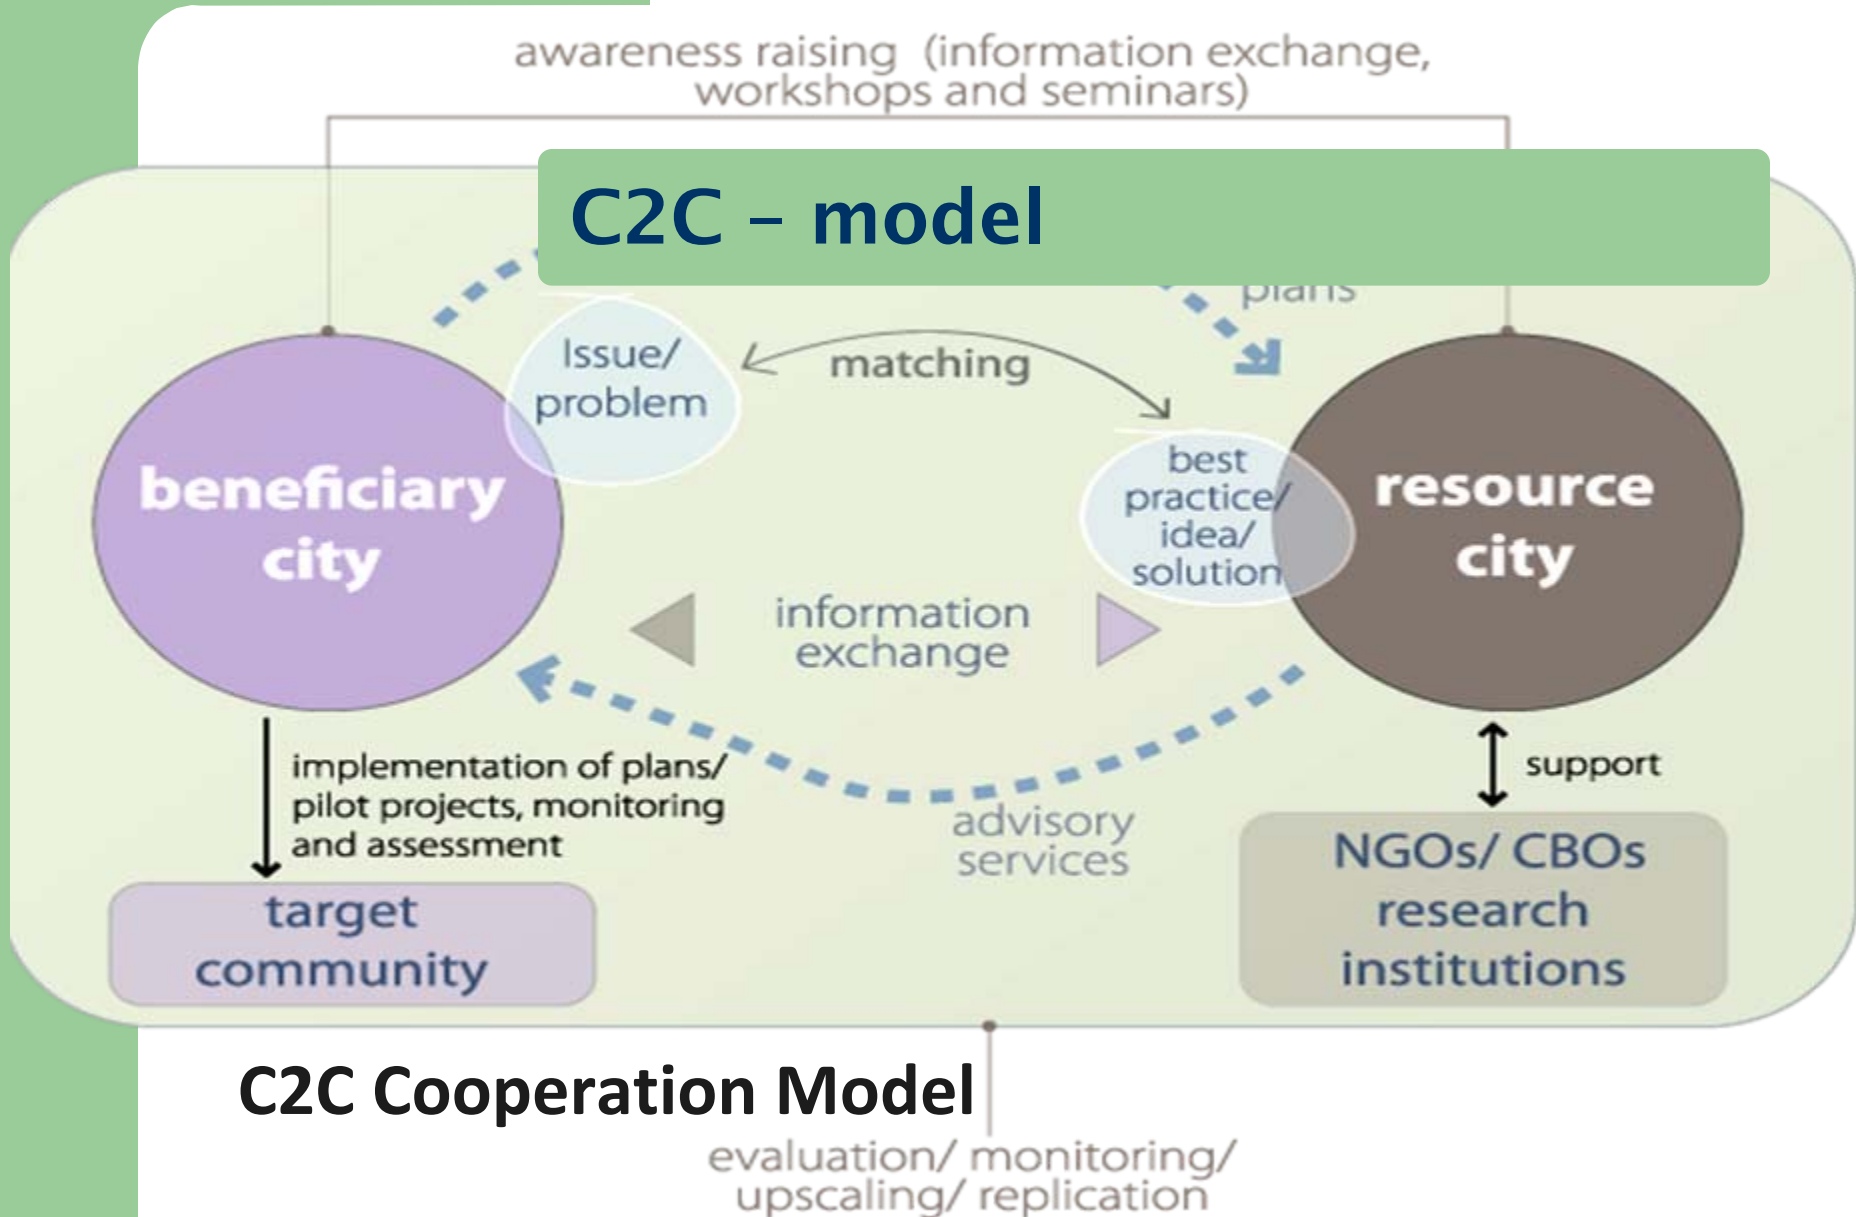 awareness raising (information exchange,
workshops and seminars)
C2C – model
plans
Issue/
problem
matching
best
practice/
idea/
solution
beneficiary
city
resource
city
information
exchange
implementation of plans/
pilot projects, monitoring
and assessment
support
advisory
services
target
community
NGOs/ CBOs
research
institutions
C2C Cooperation Model
evaluation/ monitoring/
upscaling/ replication